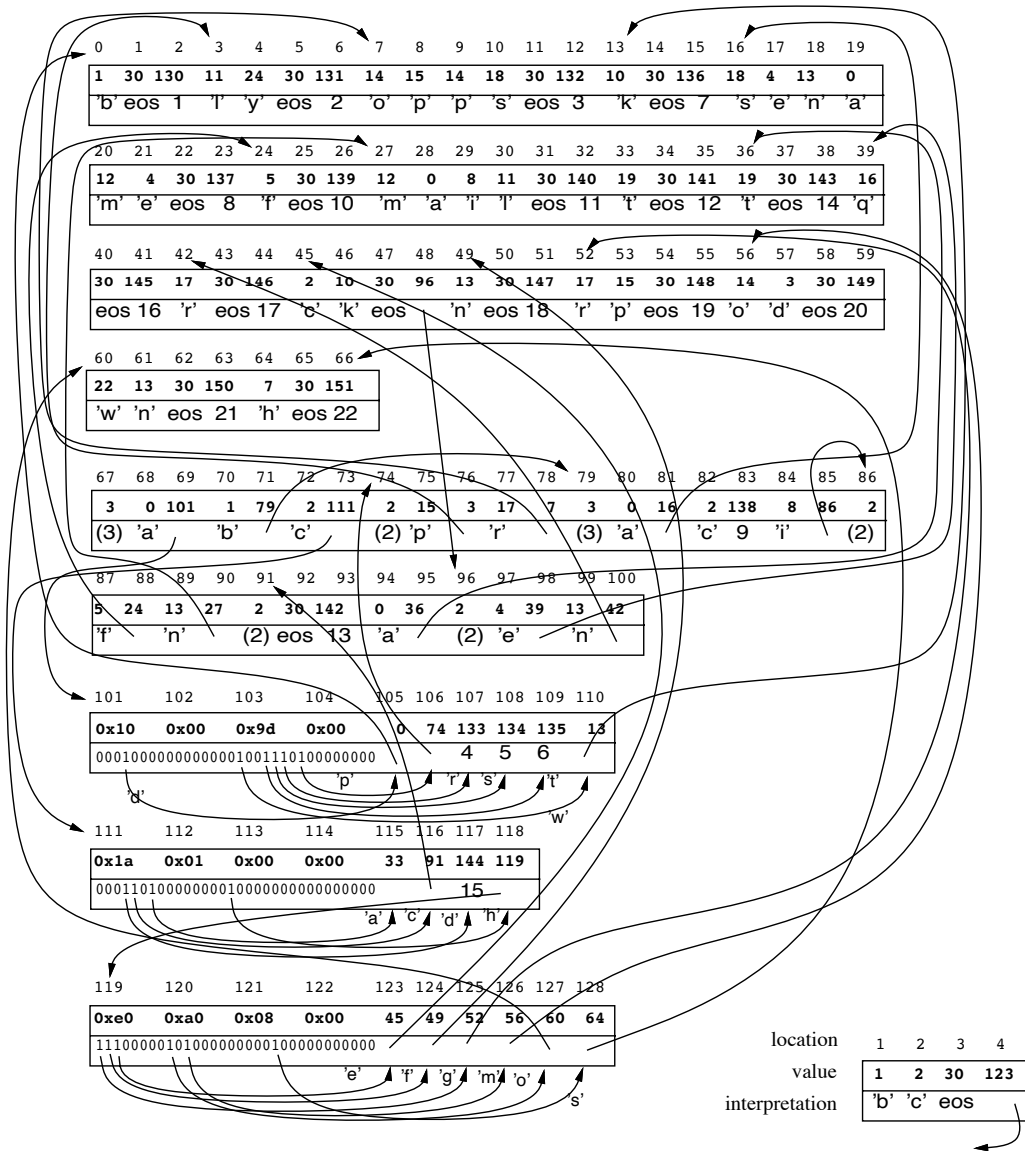 0 1 2 3 4 5 6 7 8 9 10 11 12 13 14 15 16 17 18 19
1 30 130 11 24 30 131 14 15 14 18 30 132 10 30 136 18 4 13 0
'b' eos 1 'l' 'y' eos 2 'o' 'p' 'p' 's' eos 3 'k' eos 7 's' 'e' 'n' 'a'
20 21 22 23 24 25 26 27 28 29 30 31 32 33 34 35 36 37 38 39
12 4 30 137 5 30 139 12 0 8 11 30 140 19 30 141 19 30 143 16
'm' 'e' eos 8 'f' eos 10 'm' 'a' 'i' 'l' eos 11 't' eos 12 't' eos 14 'q'
40 41 42 43 44 45 46 47 48 49 50 51 52 53 54 55 56 57 58 59
30 145 17 30 146 2 10 30 96 13 30 147 17 15 30 148 14 3 30 149
eos 16 'r' eos 17 'c' 'k' eos 'n' eos 18 'r' 'p' eos 19 'o' 'd' eos 20
60 61 62 63 64 65 66
22 13 30 150 7 30 151
'w' 'n' eos 21 'h' eos 22
67 68 69 70 71 72 73 74 75 76 77 78 79 80 81 82 83 84 85 86
3 0 101 1 79 2 111 2 15 3 17 7 3 0 16 2 138 8 86 2
(3) 'a' 'b' 'c' (2) 'p' 'r' (3) 'a' 'c' 9 'i' (2)
87 88 89 90 91 92 93 94 95 96 97 98 99 100
5 24 13 27 2 30 142 0 36 2 4 39 13 42
'f' 'n' (2) eos 13 'a' (2) 'e' 'n'
101 102 103 104 105 106 107 108 109 110
0x10 0x00 0x9d 0x00 0 74 133 134 135 13
00010000000000001001110100000000 4 5 6
'd' 'p' 'r' 's' 't' 'w'
111 112 113 114 115 116 117 118
0x1a 0x01 0x00 0x00 33 91 144 119
00011010000000010000000000000000 15
'a' 'c' 'd' 'h'
119 120 121 122 123 124 125 126 127 128
0xe0 0xa0 0x08 0x00 45 49 52 56 60 64
11100000101000000000100000000000
'e' 'f' 'g' 'm' 'o' 's'
location 1 2 3 4
value 1 2 30 123
interpretation 'b' 'c' eos